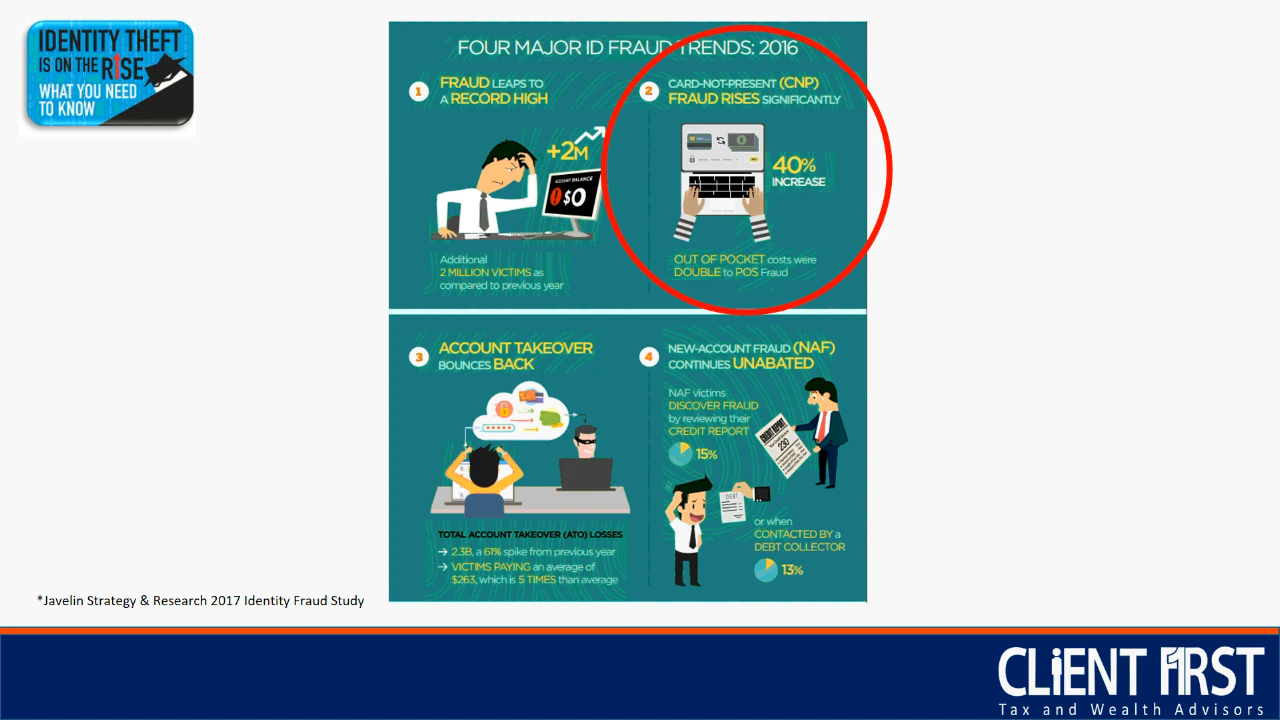 IDENTITY THEFT
IS ON THE RISE
WHAT YOU NEED
TO KNOW
FOUR MAJOR ID FRAUD TRENDS: 2016
1
FRAUD LEAPS TO
A RECORD HIGH
+2M
ACCOUNT BALANCE
! $0
Additional
2 MILLION VICTIMS as
compared to previous year
2
CARD-NOT-PRESENT (CNP)
FRAUD RISES SIGNIFICANTLY
40%
INCREASE
OUT OF POCKET costs were
DOUBLE to POS Fraud
3
ACCOUNT TAKEOVER
BOUNCES BACK
TOTAL ACCOUNT TAKEOVER (ATO) LOSSES
→ 2.3B, a 61% spike from previous year
→ VICTIMS PAYING an average of
$263, which is 5 TIMES than average
4
NEW-ACCOUNT FRAUD (NAF)
CONTINUES UNABATED
NAF victims
DISCOVER FRAUD
by reviewing their
CREDIT REPORT
15%
CREDIT REPORT
230
DEBT
or when
CONTACTED BY a
DEBT COLLECTOR
13%
*Javelin Strategy & Research 2017 Identity Fraud Study
CLiENT F1RST
Tax and Wealth Advisors